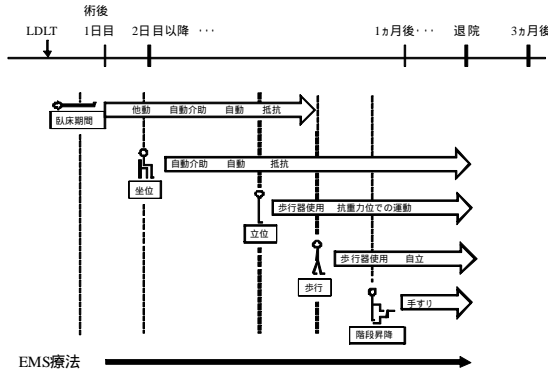 術後
LDLT 1日目 2日目以降 ･･･ 1ヵ月後･･･ 退院 3ヵ月後
他動 自動介助 自動 抵抗
臥床期間
自動介助 自動 抵抗
坐位
歩行器使用 抗重力位での運動
立位
歩行器使用 自立
歩行
手すり
階段昇降
EMS療法